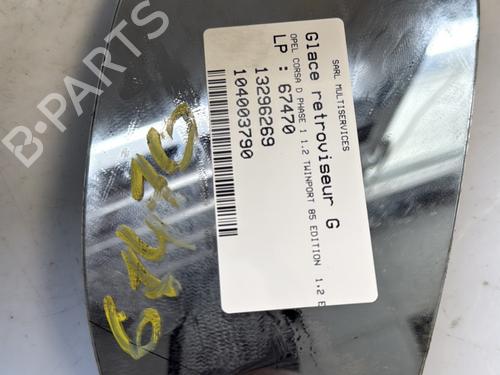 SARL MULTISERVICES
Glace retroviseur G
OPEL CORSA D PHASE 1 1.2 TWINPORT 85 EDITION 1.2 E
LP : 67470
13296269
104003790
67470
B-PARTS